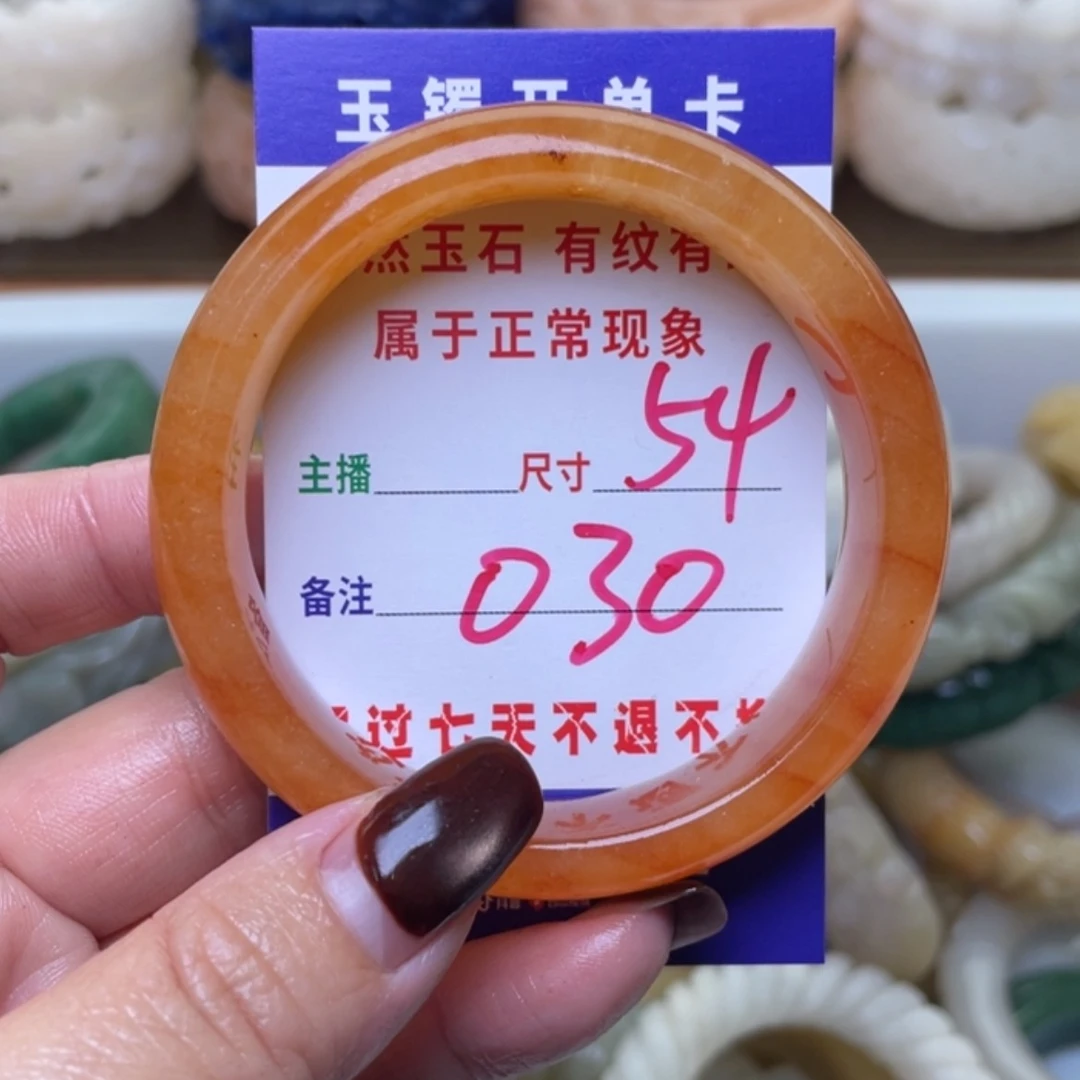 玉镯开单卡
然玉石 有纹有
属于正常现象
主播 尺寸 54
备注 030
过七天不退不